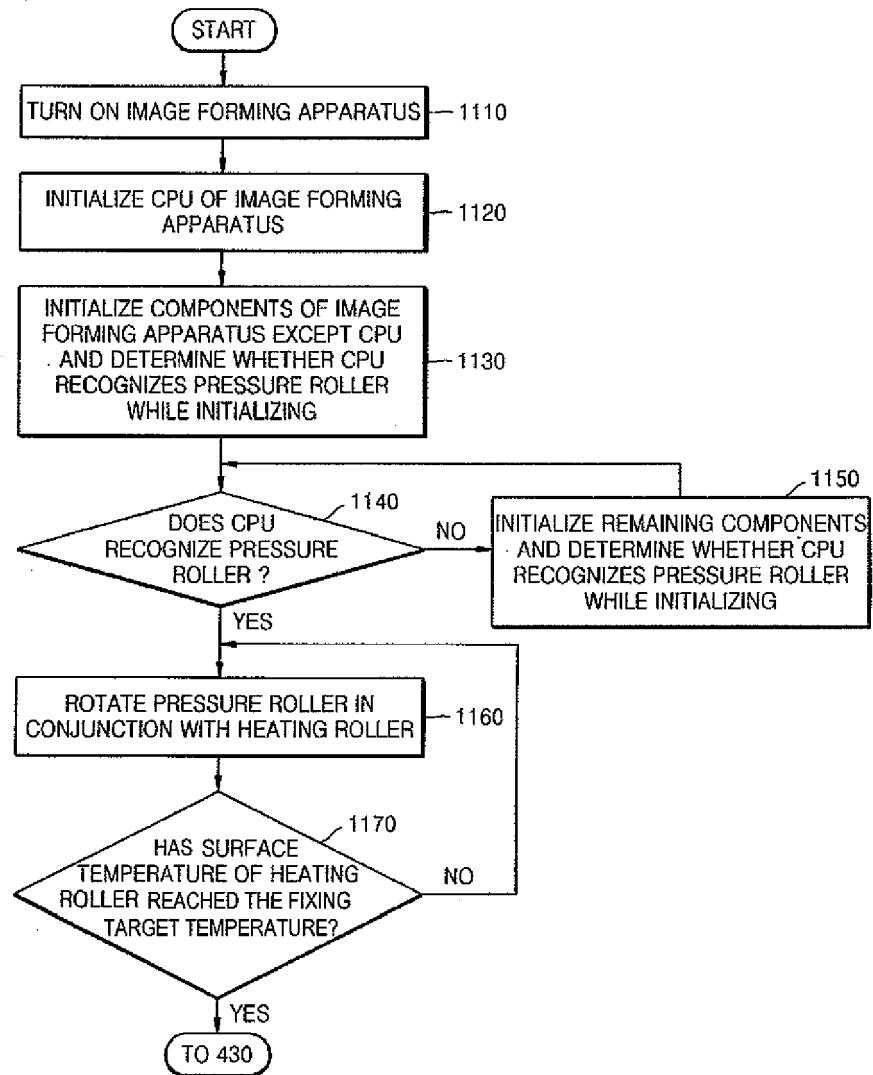 START
TURN ON IMAGE FORMING APPARATUS
1110
INITIALIZE CPU OF IMAGE FORMING
APPARATUS
1120
INITIALIZE COMPONENTS OF IMAGE
FORMING APPARATUS EXCEPT CPU
AND DETERMINE WHETHER CPU
RECOGNIZES PRESSURE ROLLER
WHILE INITIALIZING
1130
1140
DOES CPU
RECOGNIZE PRESSURE
ROLLER ?
NO
YES
1150
INITIALIZE REMAINING COMPONENTS
AND DETERMINE WHETHER CPU
RECOGNIZES PRESSURE ROLLER
WHILE INITIALIZING
ROTATE PRESSURE ROLLER IN
CONJUNCTION WITH HEATING ROLLER
1160
1170
HAS SURFACE
TEMPERATURE OF HEATING
ROLLER REACHED THE FIXING
TARGET TEMPERATURE?
NO
YES
TO 430